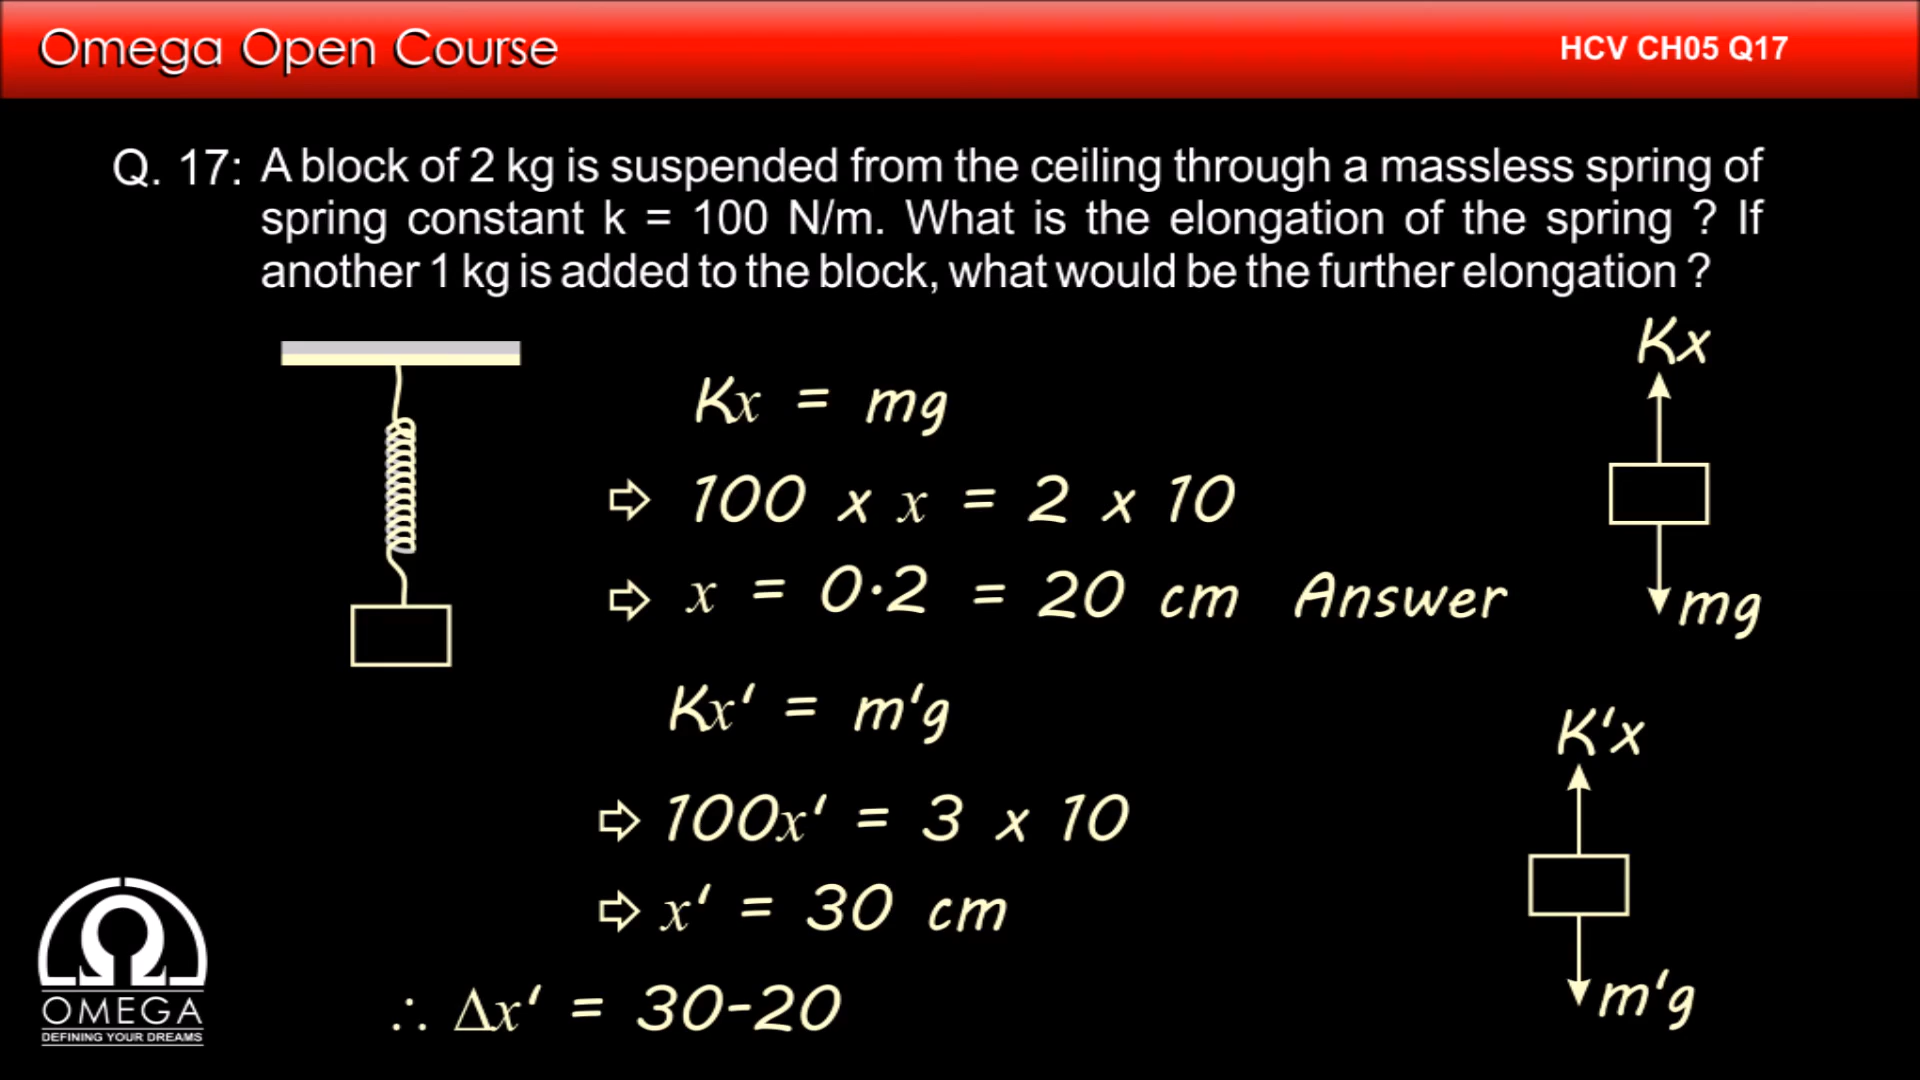 Omega Open Course
HCV CH05 Q17
Q. 17: A block of 2 kg is suspended from the ceiling through a massless spring of
spring constant k = 100 N/m. What is the elongation of the spring ? If
another 1 kg is added to the block, what would be the further elongation ?
Kx
Kx = mg
⇨ 100 x x = 2 x 10
⇨ x = 0·2 = 20 cm Answer
mg
Kx' = m'g
K'x
⇨ 100x' = 3 x 10
⇨ x' = 30 cm
m'g
∴ Δx' = 30-20
OMEGA
DEFINING YOUR DREAMS